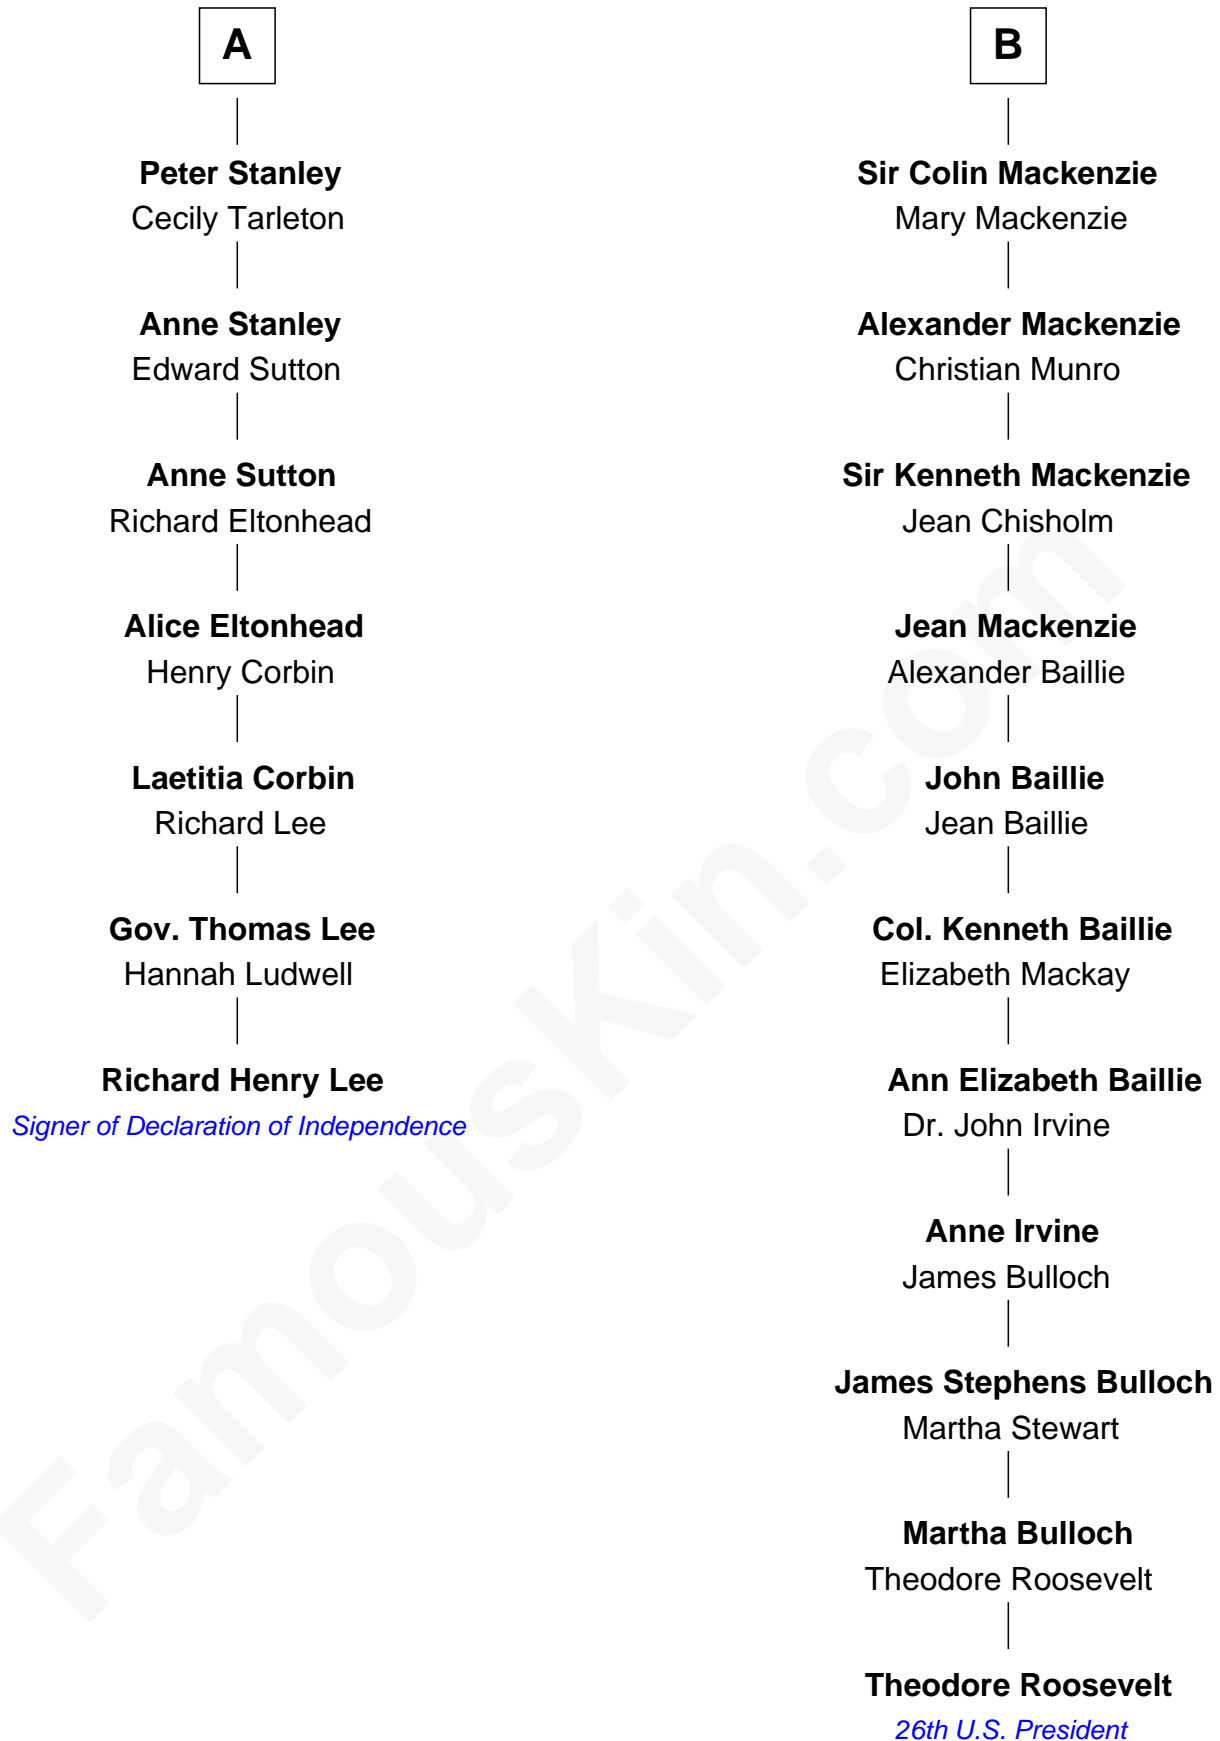 A
Peter Stanley
Cecily Tarleton
Anne Stanley
Edward Sutton
Anne Sutton
Richard Eltonhead
Alice Eltonhead
Henry Corbin
Laetitia Corbin
Richard Lee
Gov. Thomas Lee
Hannah Ludwell
Richard Henry Lee
Signer of Declaration of Independence
B
Sir Colin Mackenzie
Mary Mackenzie
Alexander Mackenzie
Christian Munro
Sir Kenneth Mackenzie
Jean Chisholm
Jean Mackenzie
Alexander Baillie
John Baillie
Jean Baillie
Col. Kenneth Baillie
Elizabeth Mackay
Ann Elizabeth Baillie
Dr. John Irvine
Anne Irvine
James Bulloch
James Stephens Bulloch
Martha Stewart
Martha Bulloch
Theodore Roosevelt
Theodore Roosevelt
26th U.S. President
FamousKin.com